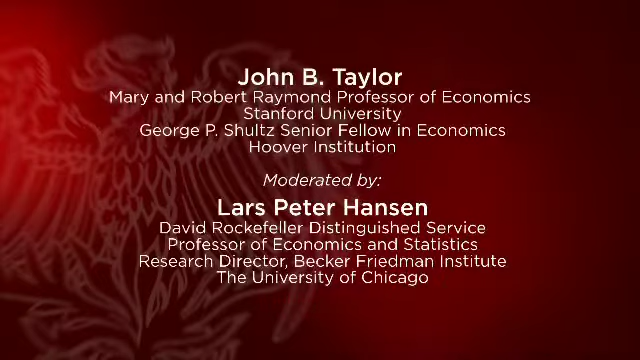 John B. Taylor
Mary and Robert Raymond Professor of Economics
Stanford University
George P. Shultz Senior Fellow in Economics
Hoover Institution
Moderated by:
Lars Peter Hansen
David Rockefeller Distinguished Service
Professor of Economics and Statistics
Research Director, Becker Friedman Institute
The University of Chicago